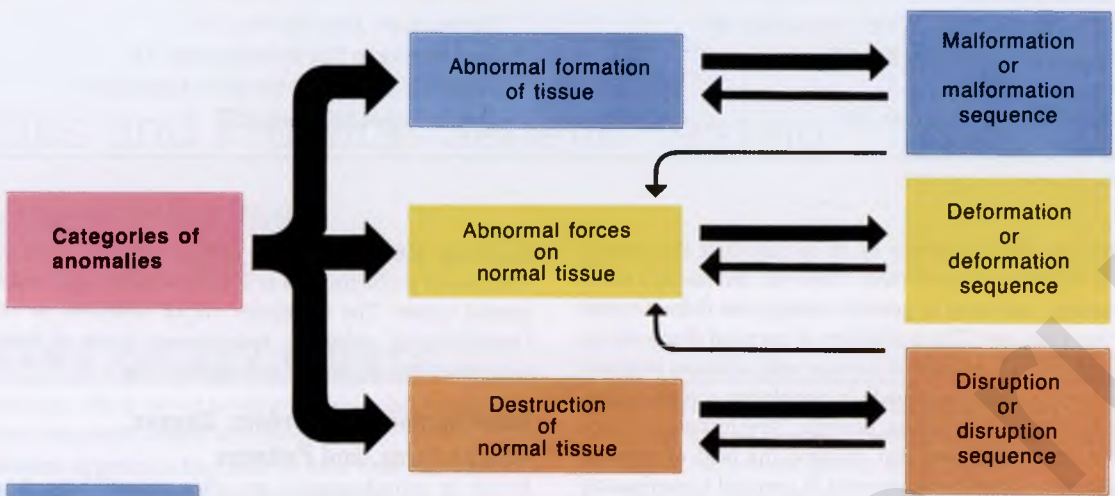 Abnormal formation
of tissue
Malformation
or
malformation
sequence
Categories of
anomalies
Abnormal forces
on
normal tissue
Deformation
or
deformation
sequence
Destruction
of
normal tissue
Disruption
or
disruption
sequence